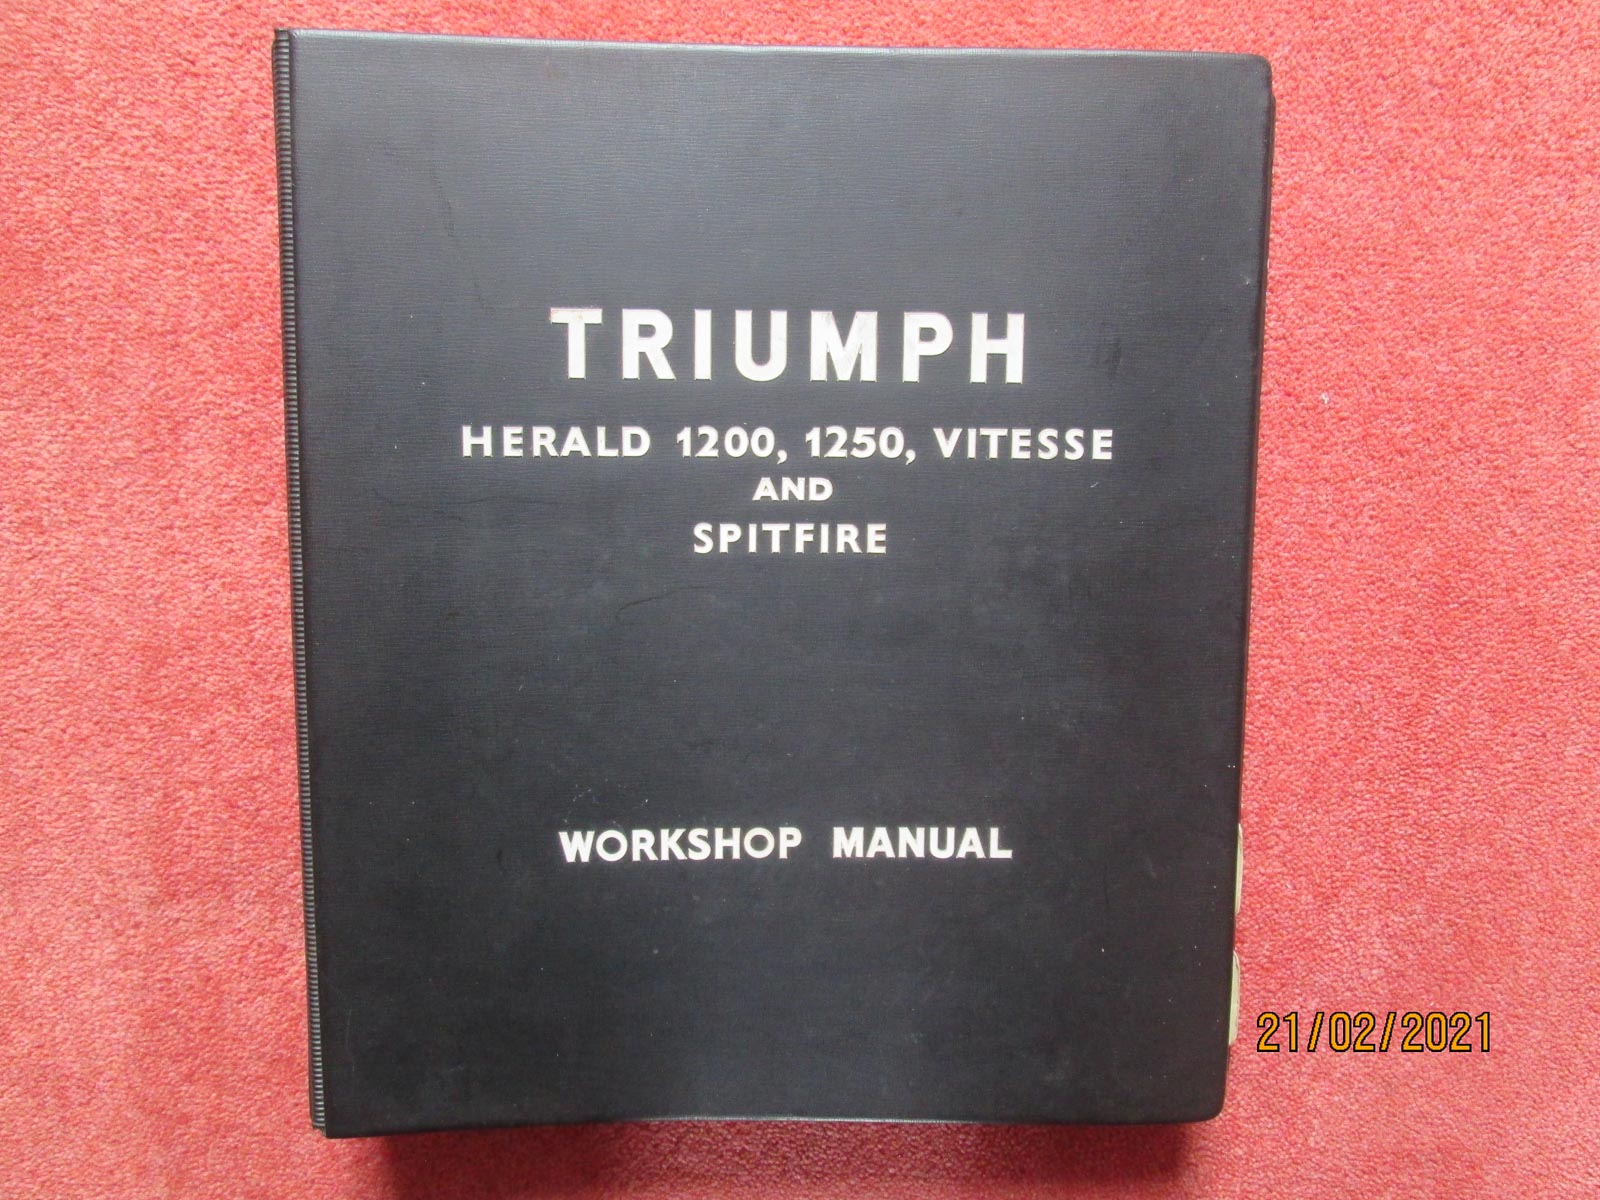 TRIUMPH
HERALD 1200, 1250, VITESSE
AND
SPITFIRE
WORKSHOP MANUAL
21/02/2021